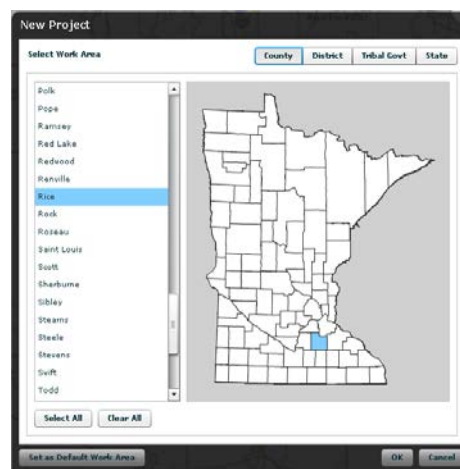 New Project
Select Work Area
County District Tribal Govt State
Polk
Pope
Ramsey
Red Lake
Redwood
Renville
Rice
Rock
Roseau
Saint Louis
Scott
Sherburne
Sibley
Stearns
Steele
Stevens
Swift
Todd
Select All Clear All
Set as Default Work Area OK Cancel